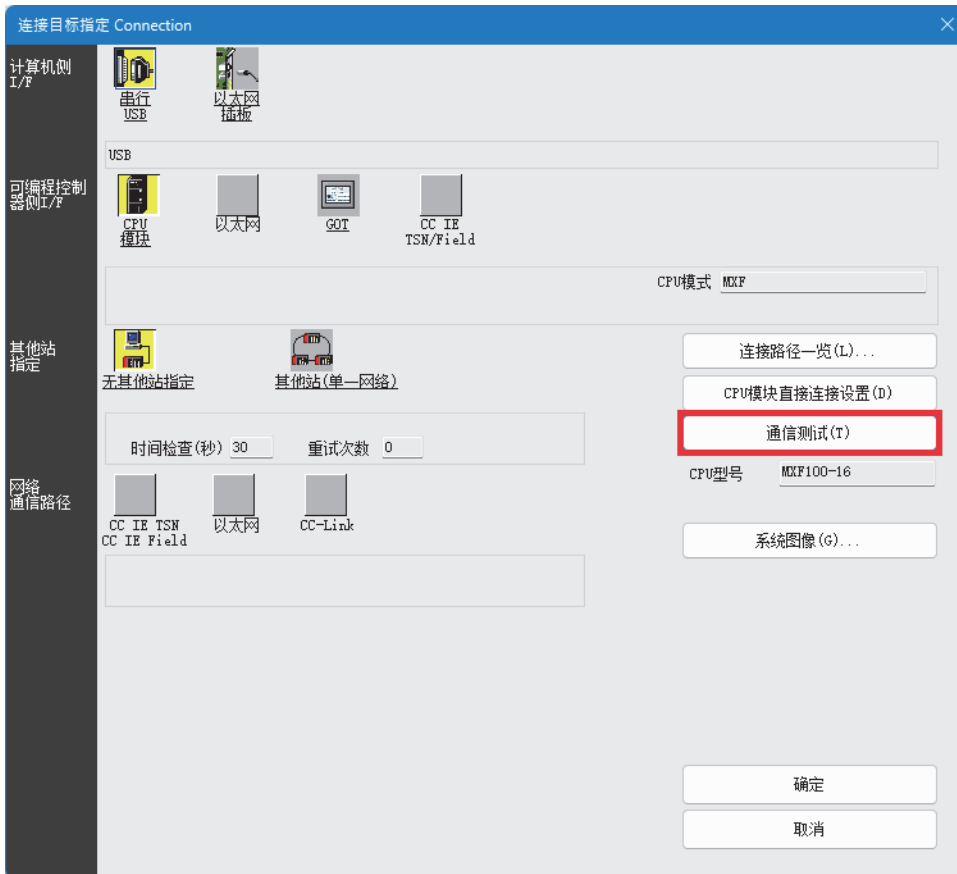 连接目标指定 Connection
计算机侧
I/F
串行
USB
以太网
插板
USB
可编程控制
器侧I/F
CPU
模块
以太网
GOT
CC IE
TSN/Field
CPU模式 MXF
其他站
指定
无其他站指定
其他站(单一网络)
连接路径一览(L)...
CPU模块直接连接设置(D)
时间检查(秒) 30 重试次数 0
通信测试(T)
CPU型号 MXF100-16
网络
通信路径
CC IE TSN
CC IE Field
以太网
CC-Link
系统图像(G)...
确定
取消